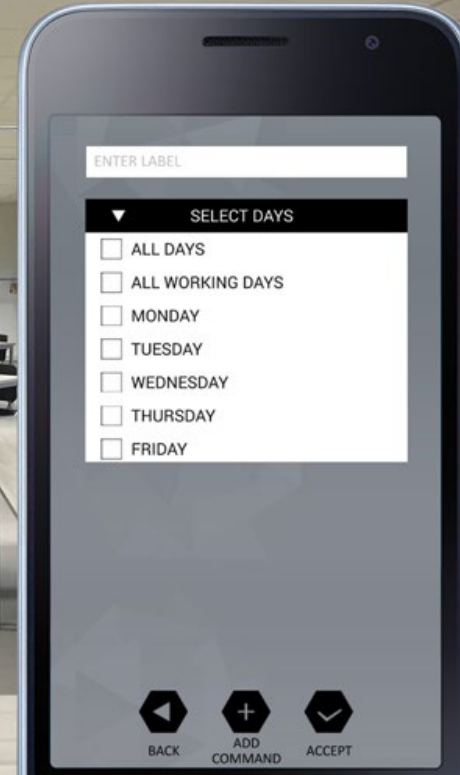 ENTER LABEL
SELECT DAYS
ALL DAYS
ALL WORKING DAYS
MONDAY
TUESDAY
WEDNESDAY
THURSDAY
FRIDAY
BACK
ADD
COMMAND
ACCEPT